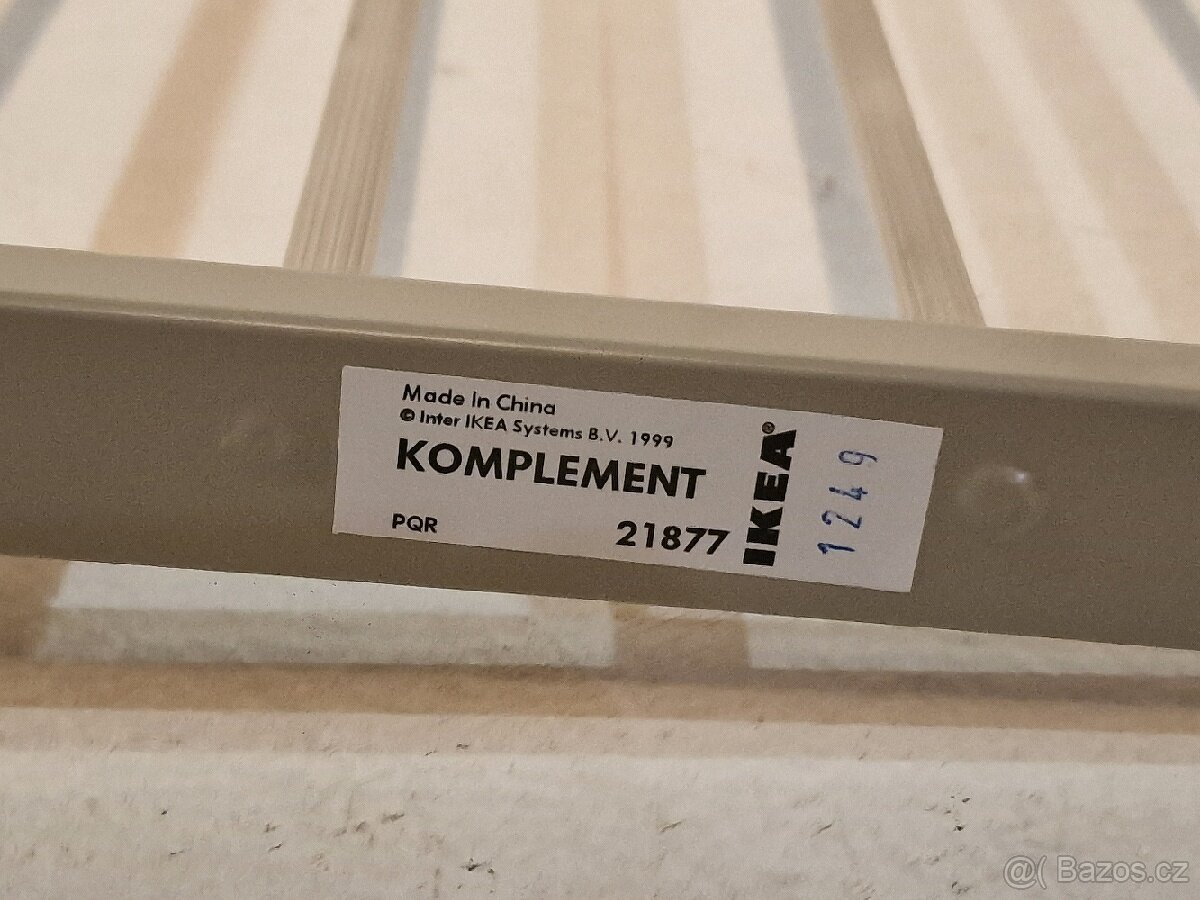 Made In China
© Inter IKEA Systems B.V. 1999
KOMPLEMENT
PQR
21877
IKEA®
1249
@( Bazos.cz